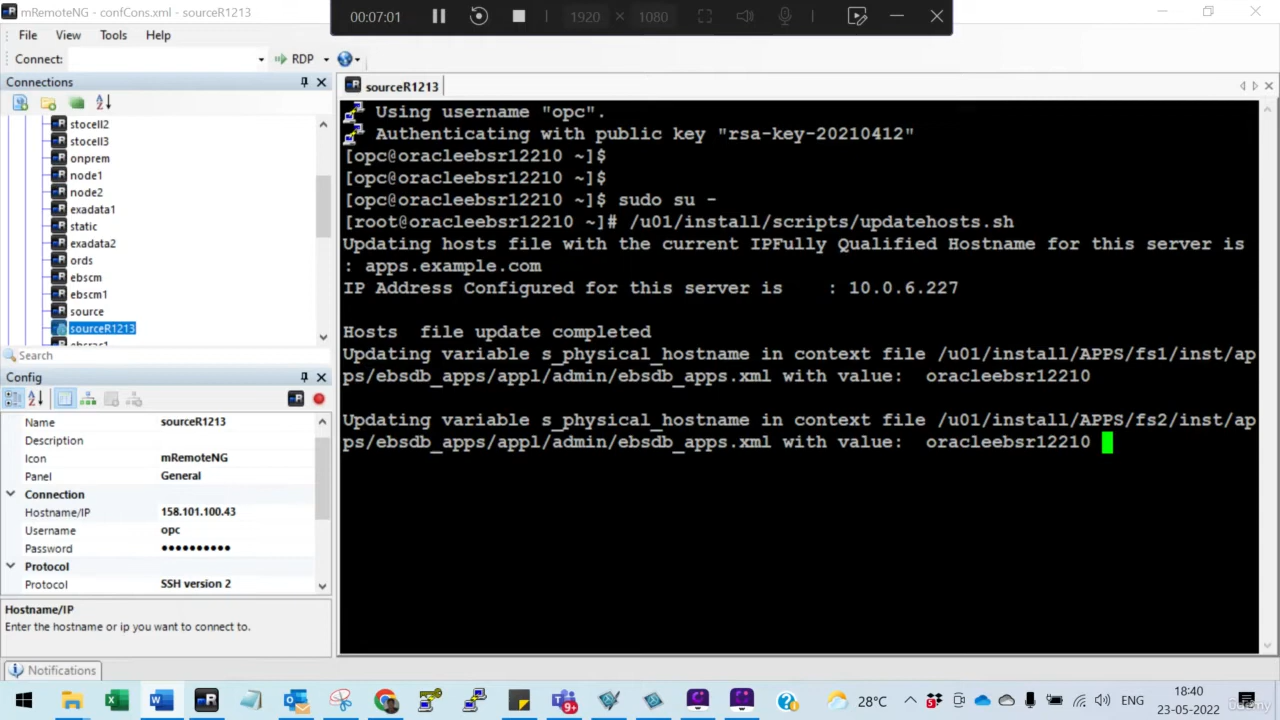 mRemoteNG - confCons.xml - sourceR1213
00:07:01
1920 × 1080
File View Tools Help
Connect:
RDP
Connections
stocell2
stocell3
onprem
node1
node2
exadata1
static
exadata2
ords
ebscm
ebscm1
source
sourceR1213
ebsrac1
Search
Config
Name sourceR1213
Description
Icon mRemoteNG
Panel General
Connection
Hostname/IP 158.101.100.43
Username opc
Password ●●●●●●●●●●
Protocol
Protocol SSH version 2
Hostname/IP
Enter the hostname or ip you want to connect to.
Notifications
sourceR1213
Using username "opc".
Authenticating with public key "rsa-key-20210412"
[opc@oracleebsr12210 ~]$
[opc@oracleebsr12210 ~]$
[opc@oracleebsr12210 ~]$ sudo su -
[root@oracleebsr12210 ~]# /u01/install/scripts/updatehosts.sh
Updating hosts file with the current IPFully Qualified Hostname for this server is
: apps.example.com
IP Address Configured for this server is    : 10.0.6.227
Hosts  file update completed
Updating variable s_physical_hostname in context file /u01/install/APPS/fs1/inst/ap
ps/ebsdb_apps/appl/admin/ebsdb_apps.xml with value:  oracleebsr12210
Updating variable s_physical_hostname in context file /u01/install/APPS/fs2/inst/ap
ps/ebsdb_apps/appl/admin/ebsdb_apps.xml with value:  oracleebsr12210
28°C
ENG
18:40
23-05-2022
9+
udemy